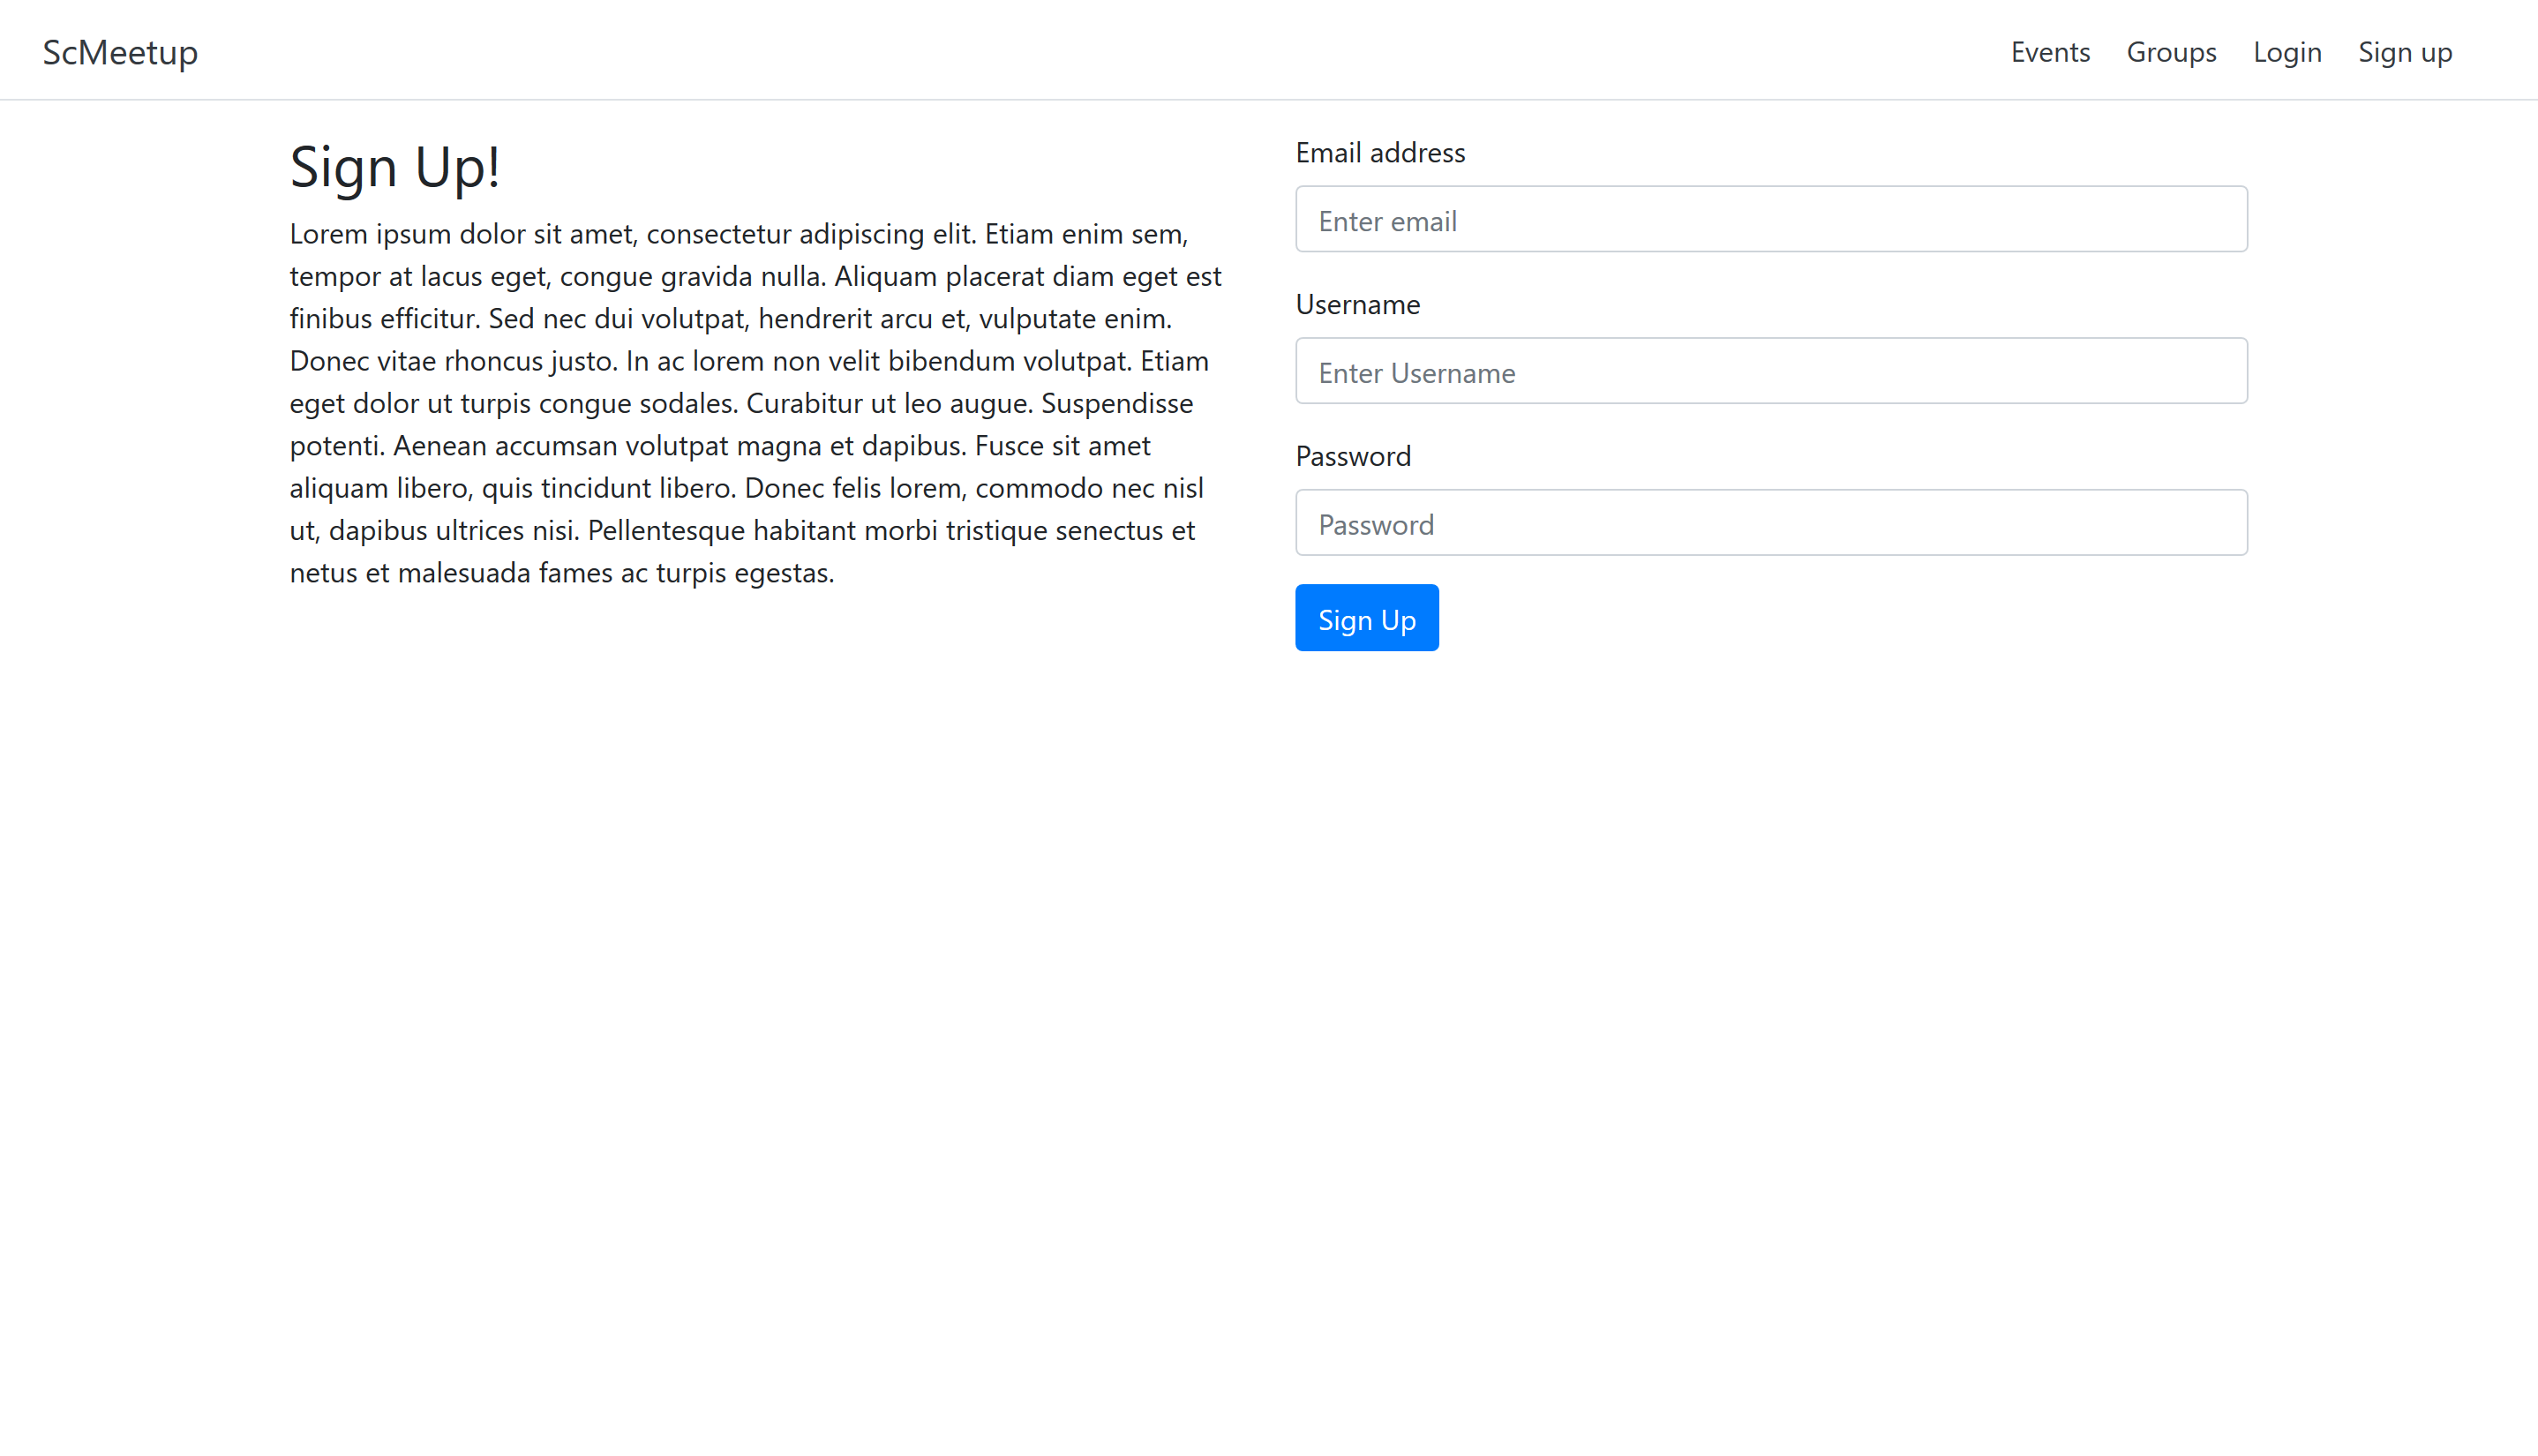 ScMeetup
Events Groups Login Sign up
Sign Up!
Lorem ipsum dolor sit amet, consectetur adipiscing elit. Etiam enim sem,
tempor at lacus eget, congue gravida nulla. Aliquam placerat diam eget est
finibus efficitur. Sed nec dui volutpat, hendrerit arcu et, vulputate enim.
Donec vitae rhoncus justo. In ac lorem non velit bibendum volutpat. Etiam
eget dolor ut turpis congue sodales. Curabitur ut leo augue. Suspendisse
potenti. Aenean accumsan volutpat magna et dapibus. Fusce sit amet
aliquam libero, quis tincidunt libero. Donec felis lorem, commodo nec nisl
ut, dapibus ultrices nisi. Pellentesque habitant morbi tristique senectus et
netus et malesuada fames ac turpis egestas.
Email address
Enter email
Username
Enter Username
Password
Password
Sign Up